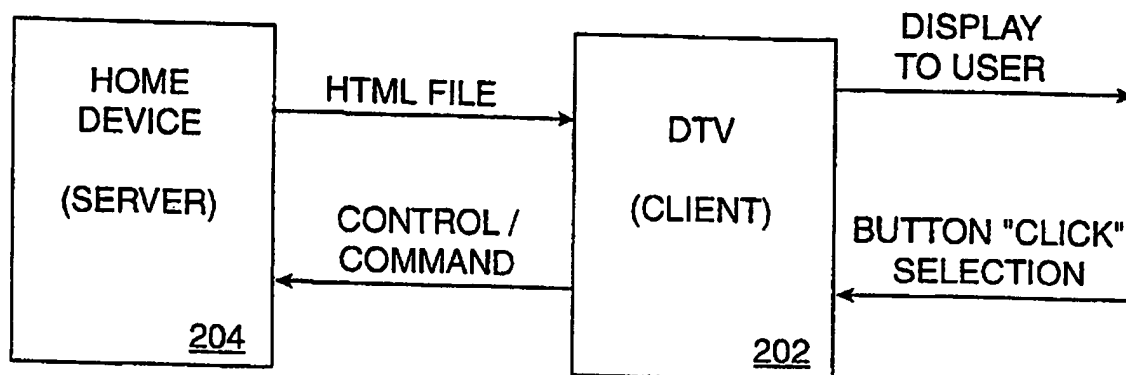 HOME
DEVICE
(SERVER)
204
HTML FILE
CONTROL /
COMMAND
DTV
(CLIENT)
202
DISPLAY
TO USER
BUTTON "CLICK"
SELECTION